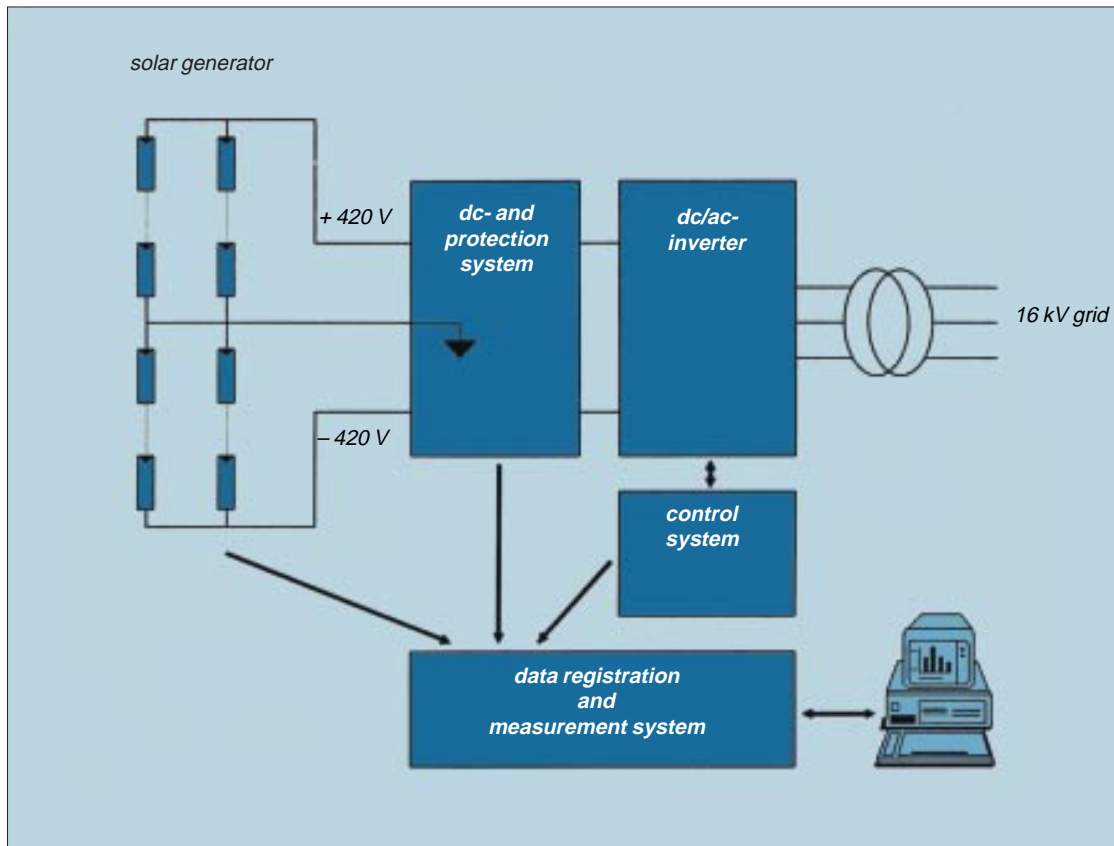 solar generator
+ 420 V
dc- and
protection
system
dc/ac-
inverter
16 kV grid
– 420 V
control
system
data registration
and
measurement system